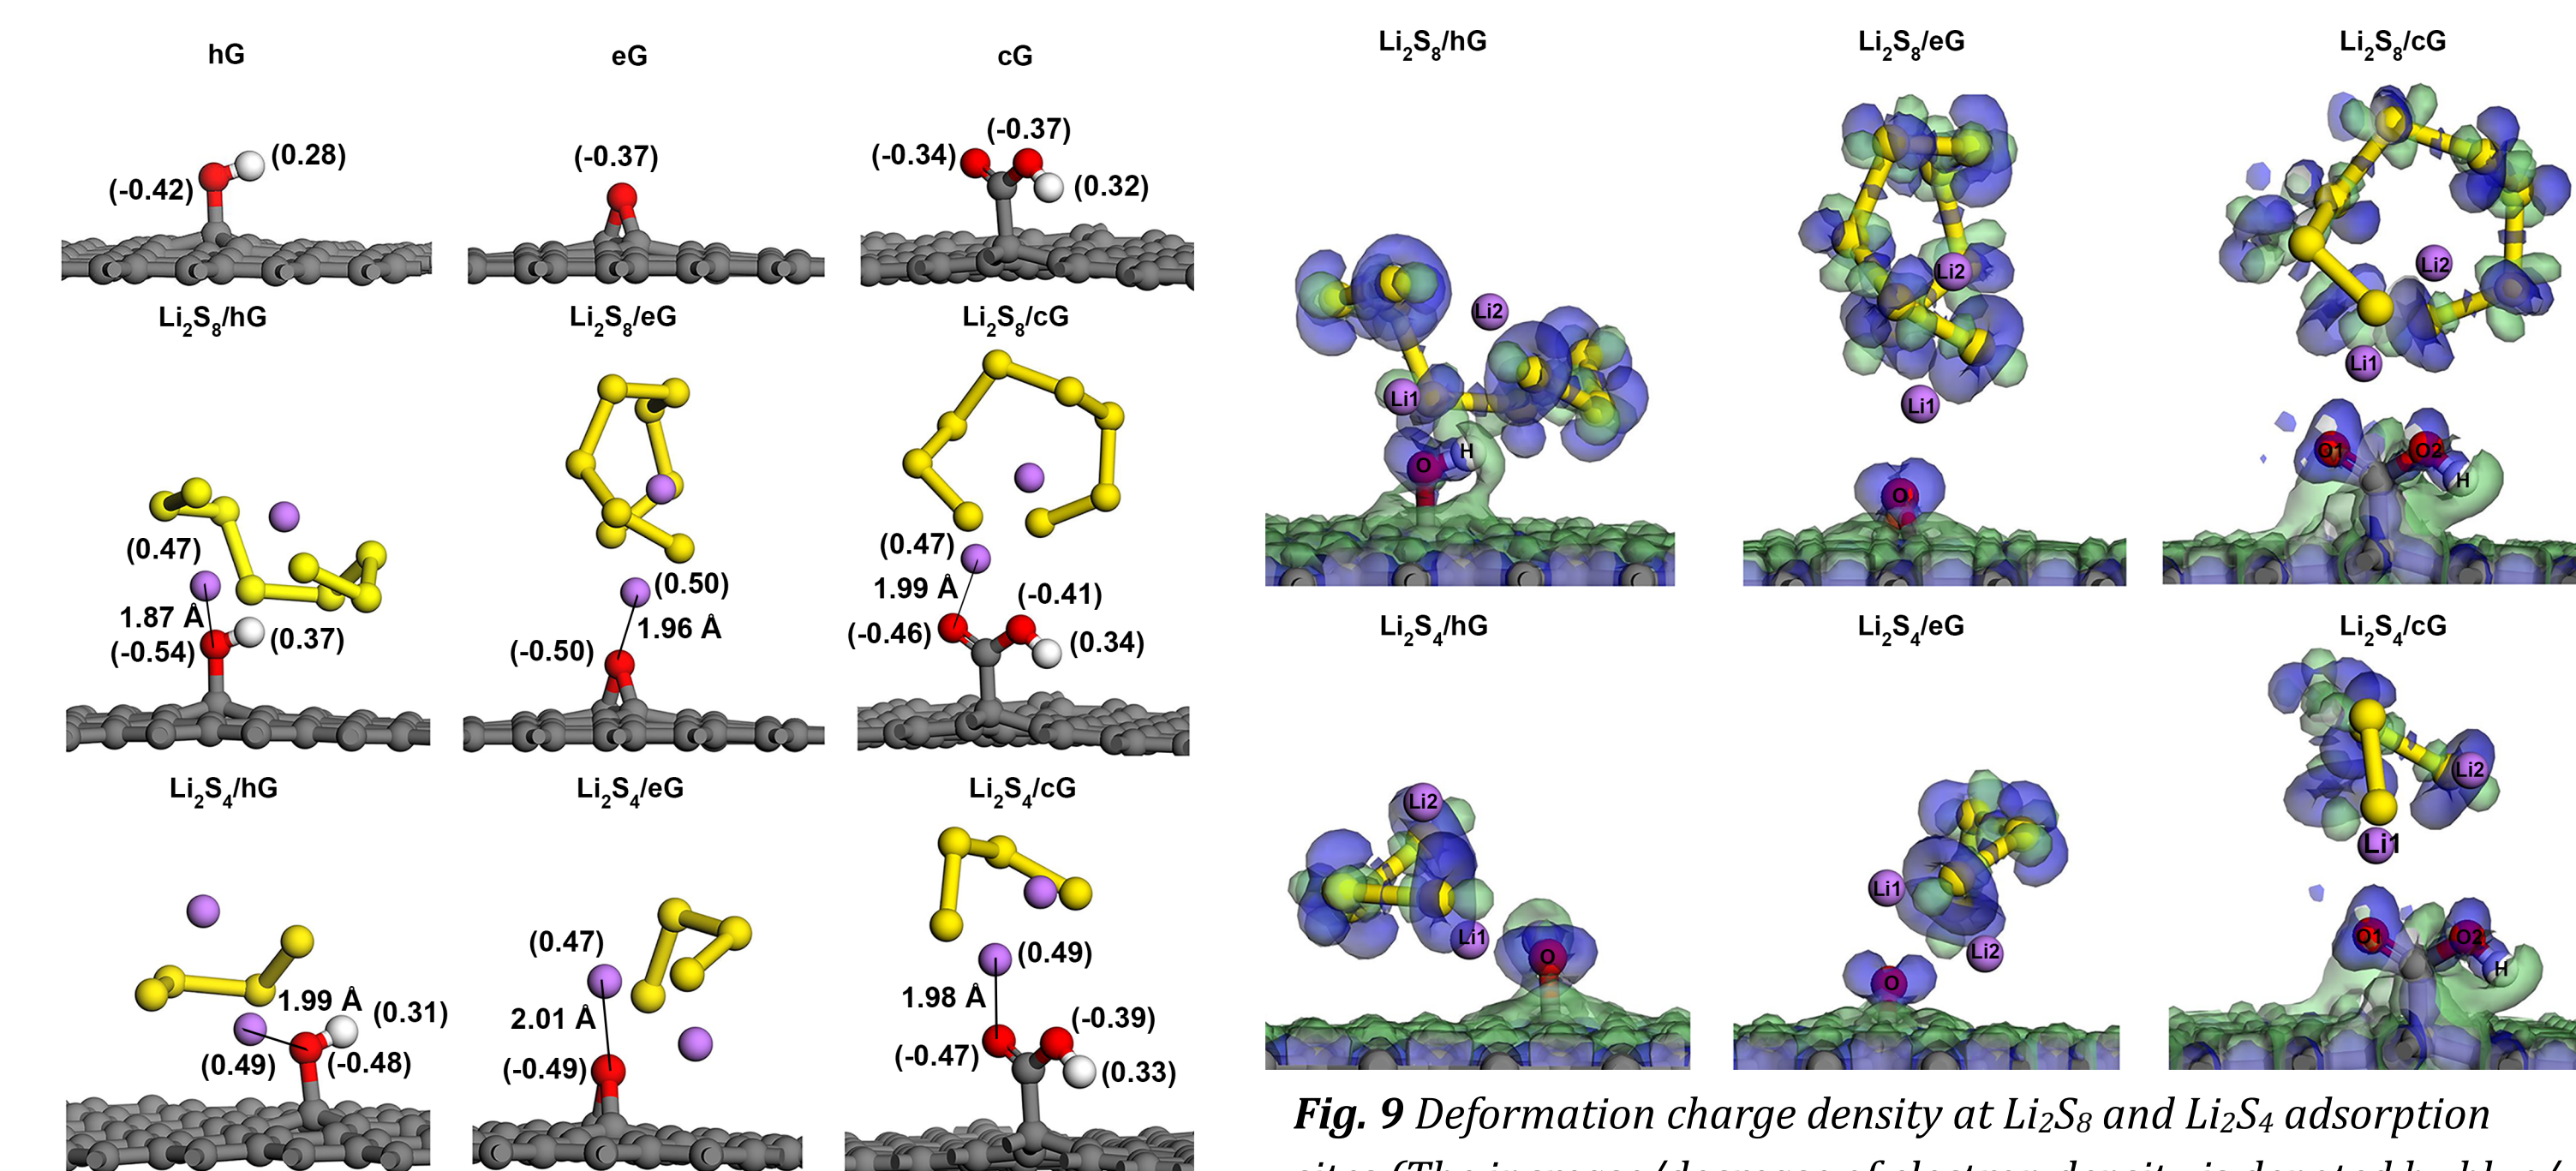 hG
eG
cG
(0.28)
(-0.42)
(-0.37)
(-0.37)
(-0.34)
(0.32)
Li₂S₈/hG
Li₂S₈/eG
Li₂S₈/cG
(0.47)
1.87 Å
(-0.54)
(0.37)
(0.50)
1.96 Å
(-0.50)
(0.47)
1.99 Å
(-0.41)
(-0.46)
(0.34)
Li₂S₄/hG
Li₂S₄/eG
Li₂S₄/cG
1.99 Å
(0.31)
(0.49)
(-0.48)
(0.47)
2.01 Å
(-0.49)
(0.49)
1.98 Å
(-0.39)
(-0.47)
(0.33)
Li₂S₈/hG
Li₂S₈/eG
Li₂S₈/cG
Li2
Li1
H
O
Li2
Li1
O
Li2
Li1
O1
O2
H
Li₂S₄/hG
Li₂S₄/eG
Li₂S₄/cG
Li2
Li1
O
Li1
Li2
O
Li2
Li1
O1
O2
H
Fig. 9 Deformation charge density at Li₂S₈ and Li₂S₄ adsorption